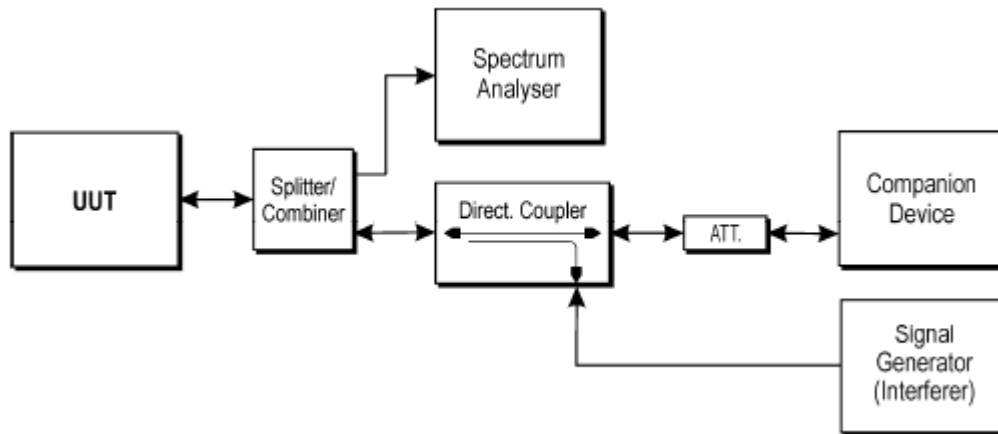 Spectrum
Analyser
UUT
Splitter/
Combiner
Direct. Coupler
ATT.
Companion
Device
Signal
Generator
(Interferer)